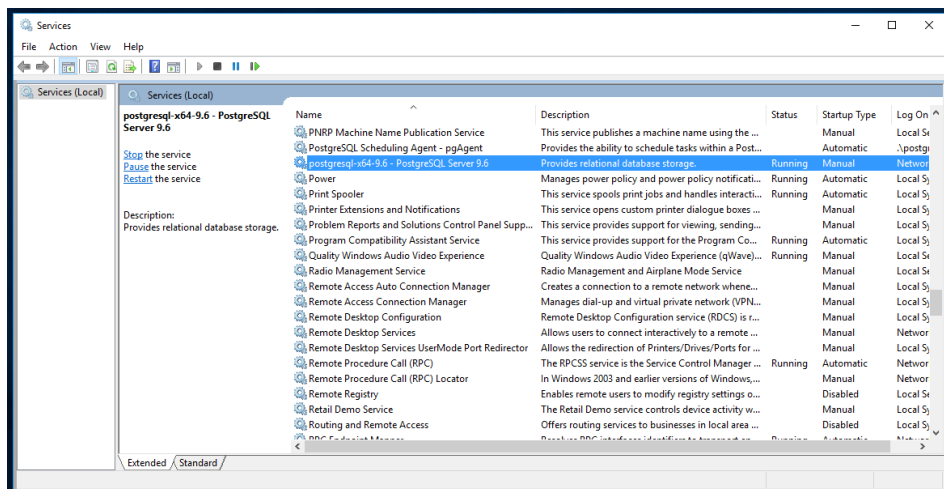 Services
File Action View Help
Services (Local)
Services (Local)
postgresql-x64-9.6 - PostgreSQL
Server 9.6
Stop the service
Pause the service
Restart the service
Description:
Provides relational database storage.
Name Description Status Startup Type Log On
PNRP Machine Name Publication Service This service publishes a machine name using the ... Manual Local Se
PostgreSQL Scheduling Agent - pgAgent Provides the ability to schedule tasks within a Post... Automatic .\postg
postgresql-x64-9.6 - PostgreSQL Server 9.6 Provides relational database storage. Running Manual Networ
Power Manages power policy and power policy notificati... Running Automatic Local Sy
Print Spooler This service spools print jobs and handles interacti... Running Automatic Local Sy
Printer Extensions and Notifications This service opens custom printer dialogue boxes ... Manual Local Sy
Problem Reports and Solutions Control Panel Supp... This service provides support for viewing, sending... Manual Local Sy
Program Compatibility Assistant Service This service provides support for the Program Co... Running Automatic Local Sy
Quality Windows Audio Video Experience Quality Windows Audio Video Experience (qWave)... Running Manual Local Se
Radio Management Service Radio Management and Airplane Mode Service Manual Local Se
Remote Access Auto Connection Manager Creates a connection to a remote network whene... Manual Local Sy
Remote Access Connection Manager Manages dial-up and virtual private network (VPN... Manual Local Sy
Remote Desktop Configuration Remote Desktop Configuration service (RDCS) is r... Manual Local Sy
Remote Desktop Services Allows users to connect interactively to a remote ... Manual Networ
Remote Desktop Services UserMode Port Redirector Allows the redirection of Printers/Drives/Ports for ... Manual Local Sy
Remote Procedure Call (RPC) The RPCSS service is the Service Control Manager ... Running Automatic Networ
Remote Procedure Call (RPC) Locator In Windows 2003 and earlier versions of Windows,... Manual Networ
Remote Registry Enables remote users to modify registry settings o... Disabled Local Se
Retail Demo Service The Retail Demo service controls device activity w... Manual Local Sy
Routing and Remote Access Offers routing services to businesses in local area ... Disabled Local Sy
Extended Standard